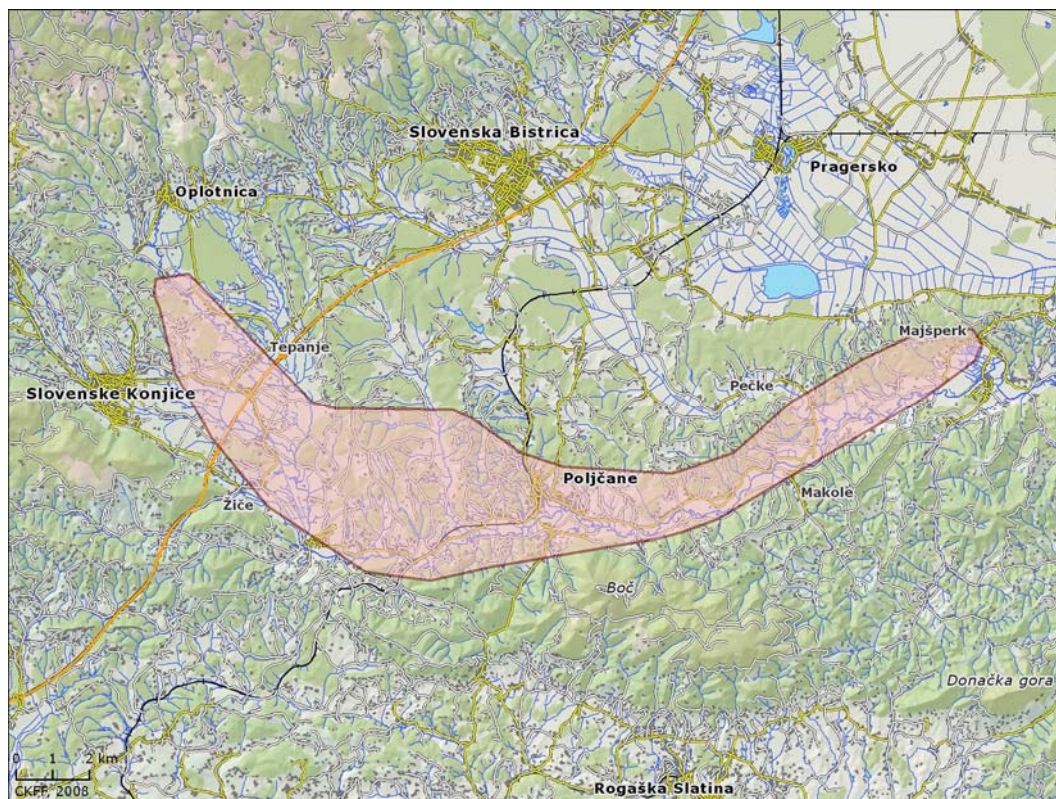 Slovenska Bistrica
Pragersko
Oplotnica
Majšperk
Tepanje
Pečke
Slovenske Konjice
Poljčane
Makole
Žiče
Boč
Donačka gora
0 1 2 km
CKFF, 2008
Rogaška Slatina